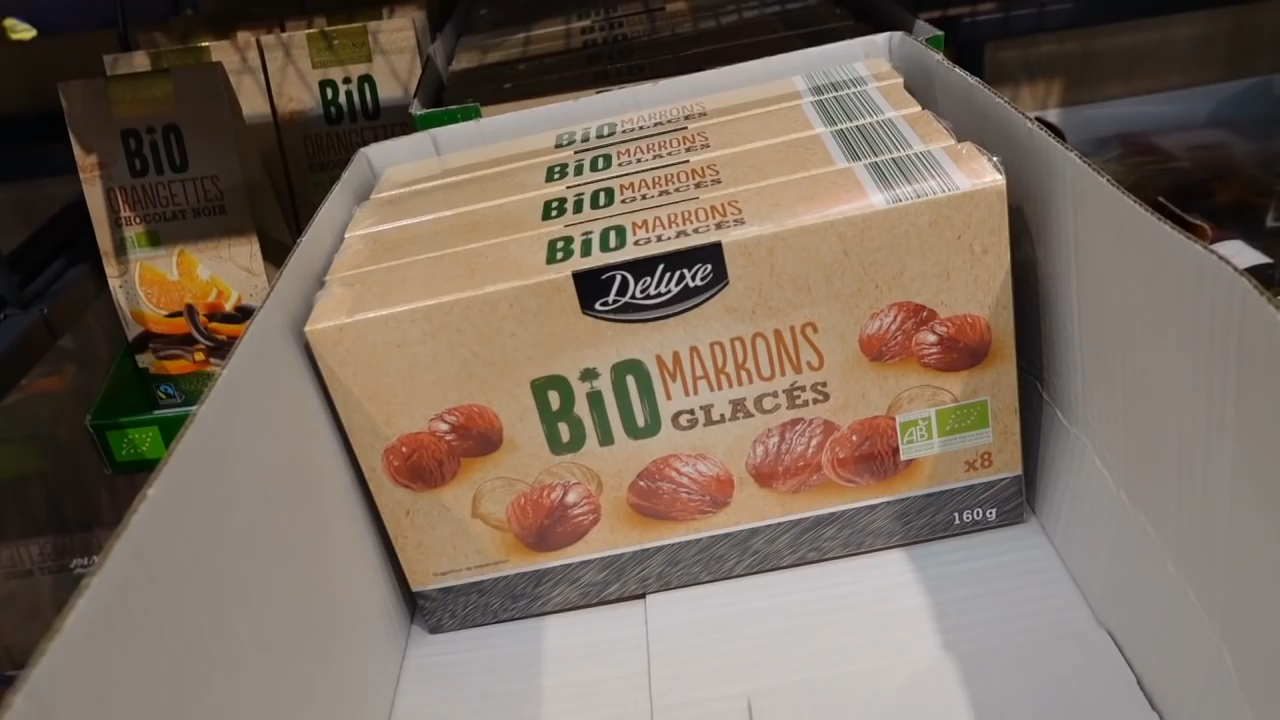 BIO
ORANGETTES
CHOCOLAT NOIR
BIO
ORANGETTES
BIO MARRONS
GLACÉS
BIO MARRONS
GLACÉS
BIO MARRONS
GLACÉS
BIO MARRONS
GLACÉS
Deluxe
BIO MARRONS
GLACÉS
AB
x8
160g